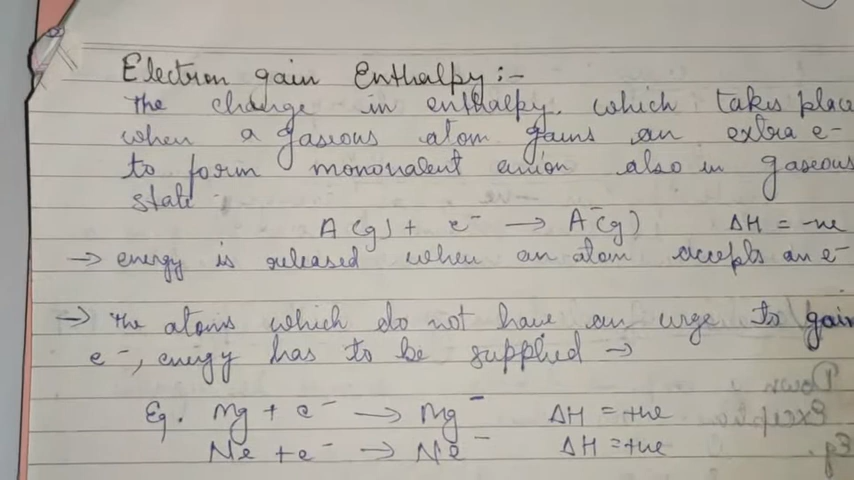 Electron gain Enthalpy :-
The change in enthalpy. which takes place
when a gaseous atom gains an extra e-
to form monovalent anion also in gaseous
state
A(g) + e⁻ → A⁻(g) ΔH = -ve
→ energy is released when an atom accepts an e⁻
→ The atoms which do not have an urge to gain
e⁻, energy has to be supplied →
Eg. Mg + e⁻ → Mg⁻ ΔH = +ve
Ne + e⁻ → Ne⁻ ΔH = +ve